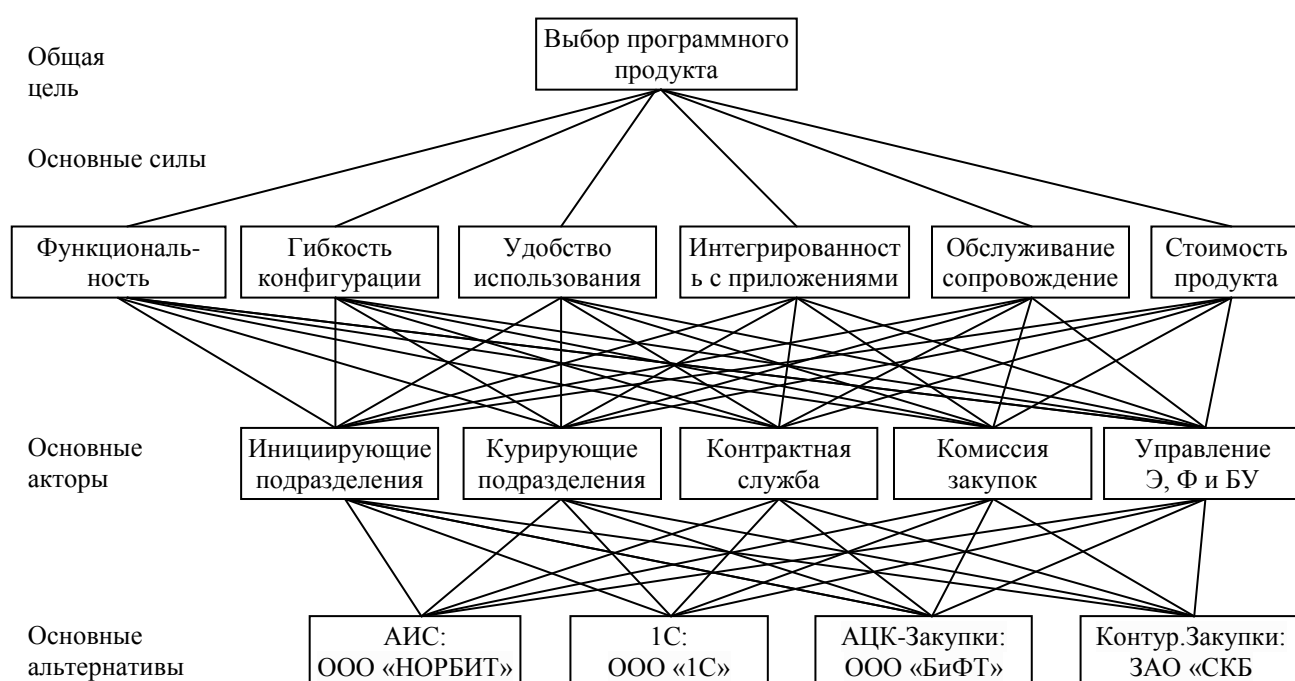 Общая
цель
Выбор программного
продукта
Основные силы
Функциональ-
ность
Гибкость
конфигурации
Удобство
использования
Интегрированност
ь с приложениями
Обслуживание
сопровождение
Стоимость
продукта
Основные
акторы
Инициирующие
подразделения
Курирующие
подразделения
Контрактная
служба
Комиссия
закупок
Управление
Э, Ф и БУ
Основные
альтернативы
АИС:
ООО «НОРБИТ»
1С:
ООО «1С»
АЦК-Закупки:
ООО «БиФТ»
Контур.Закупки:
ЗАО «СКБ